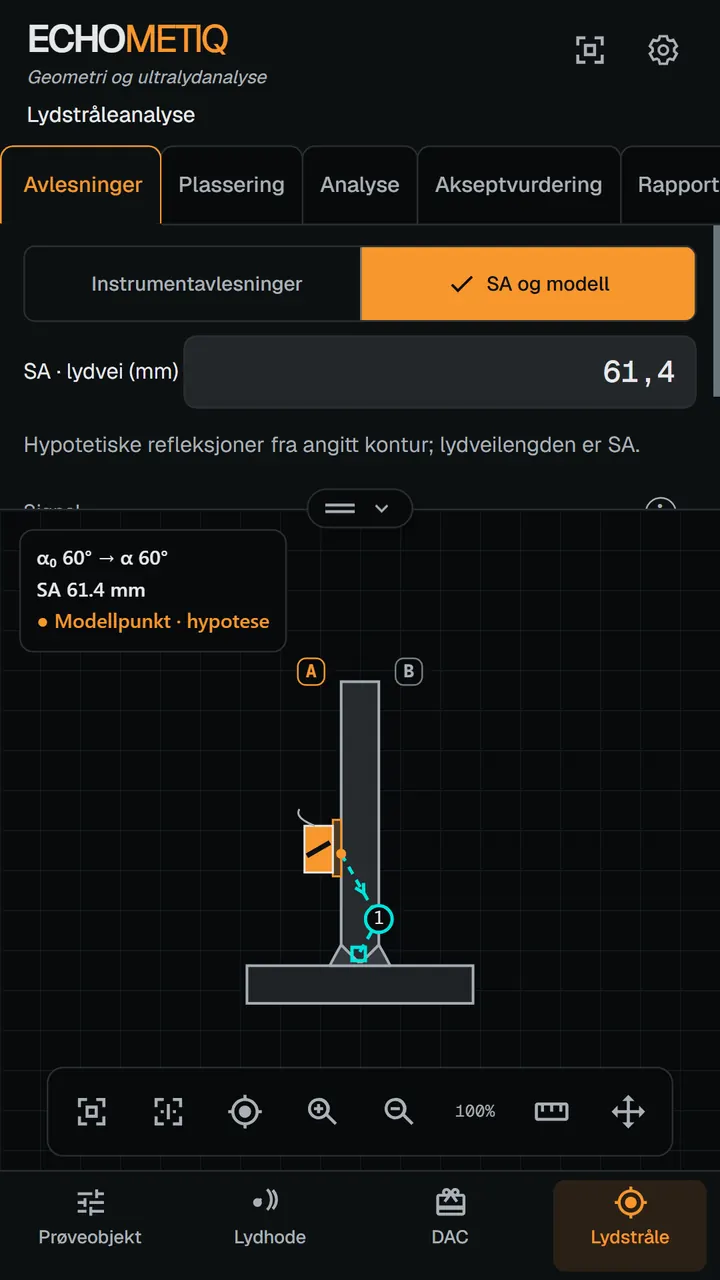 ECHOMETIQ
Geometri og ultralydanalyse
Lydstråleanalyse
Avlesninger
Plassering
Analyse
Akseptvurdering
Rapport
Instrumentavlesninger
SA og modell
SA · lydvei (mm)
61,4
Hypotetiske refleksjoner fra angitt kontur; lydveilengden er SA.
α₀ 60° → α 60°
SA 61.4 mm
• Modellpunkt · hypotese
A
B
1
100%
Prøveobjekt
Lydhode
DAC
Lydstråle